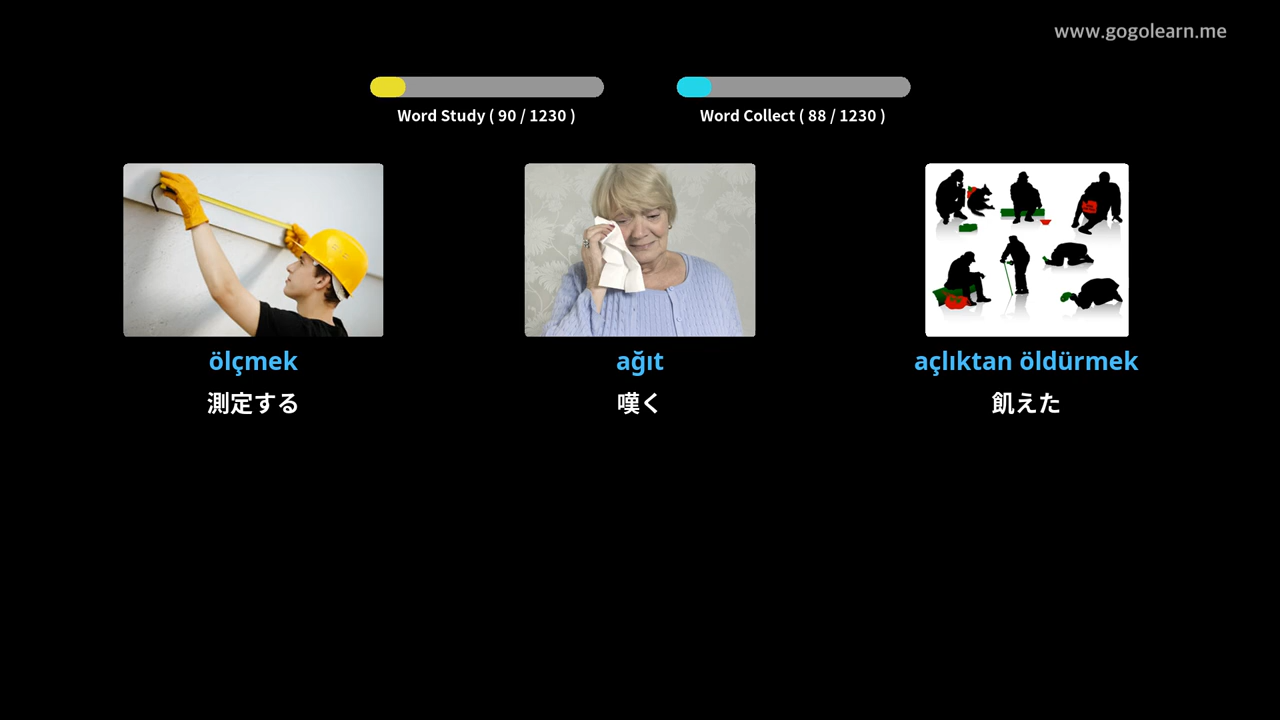 www.gogolearn.me
Word Study ( 90 / 1230 )
Word Collect ( 88 / 1230 )
ölçmek
ağıt
açlıktan öldürmek
測定する
嘆く
飢えた